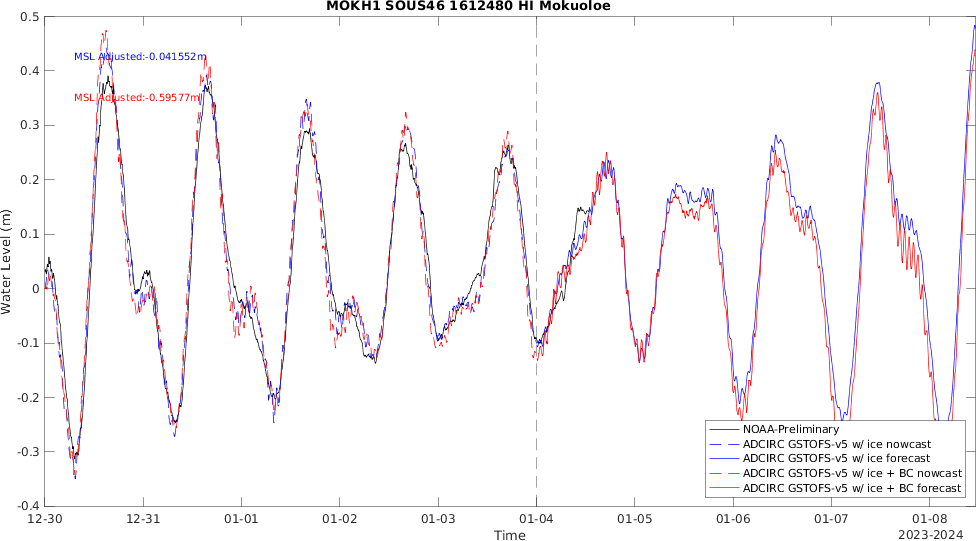 MOKH1 SOUS46 1612480 HI Mokuoloe
0.5
MSL Adjusted:-0.041552m
0.4
MSL Adjusted:-0.59577m
0.3
0.2
0.1
0
-0.1
-0.2
-0.3
-0.4
Water Level (m)
NOAA-Preliminary
ADCIRC GSTOFS-v5 w/ ice nowcast
ADCIRC GSTOFS-v5 w/ ice forecast
ADCIRC GSTOFS-v5 w/ ice + BC nowcast
ADCIRC GSTOFS-v5 w/ ice + BC forecast
12-30 12-31 01-01 01-02 01-03 01-04 01-05 01-06 01-07 01-08
Time
2023-2024